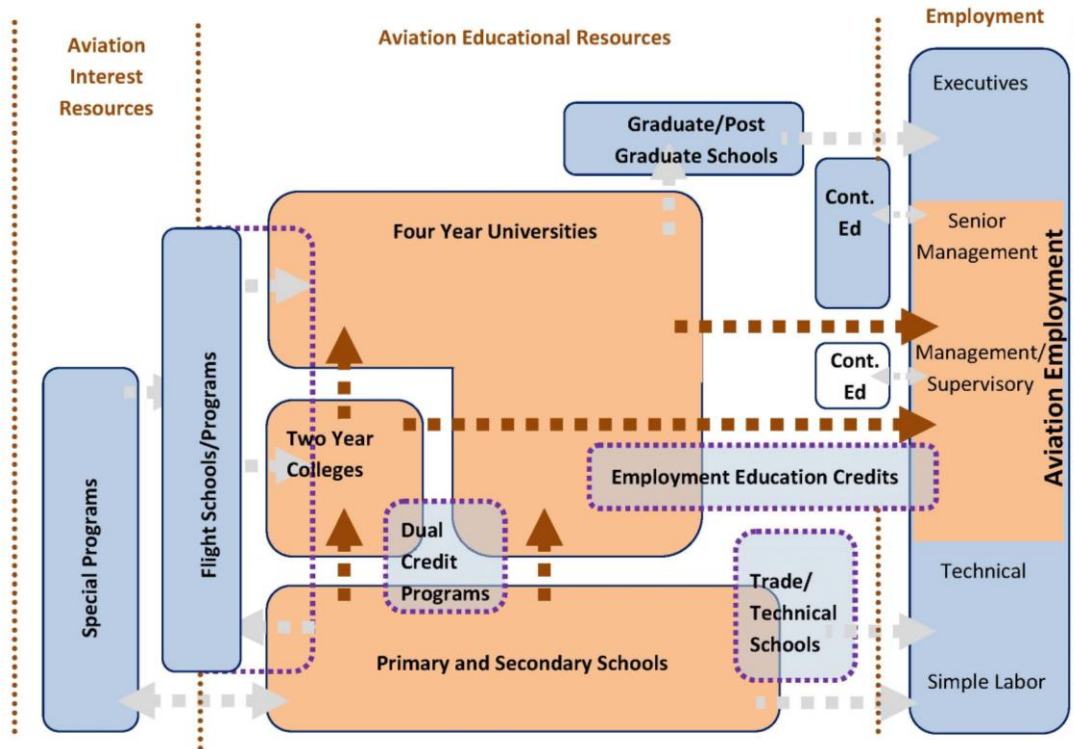 Aviation
Interest
Resources
Aviation Educational Resources
Employment
Executives
Graduate/Post
Graduate Schools
Cont.
Ed
Senior
Management
Four Year Universities
Management/
Supervisory
Cont.
Ed
Aviation Employment
Flight Schools/Programs
Special Programs
Two Year
Colleges
Employment Education Credits
Dual
Credit
Programs
Trade/
Technical
Schools
Technical
Primary and Secondary Schools
Simple Labor